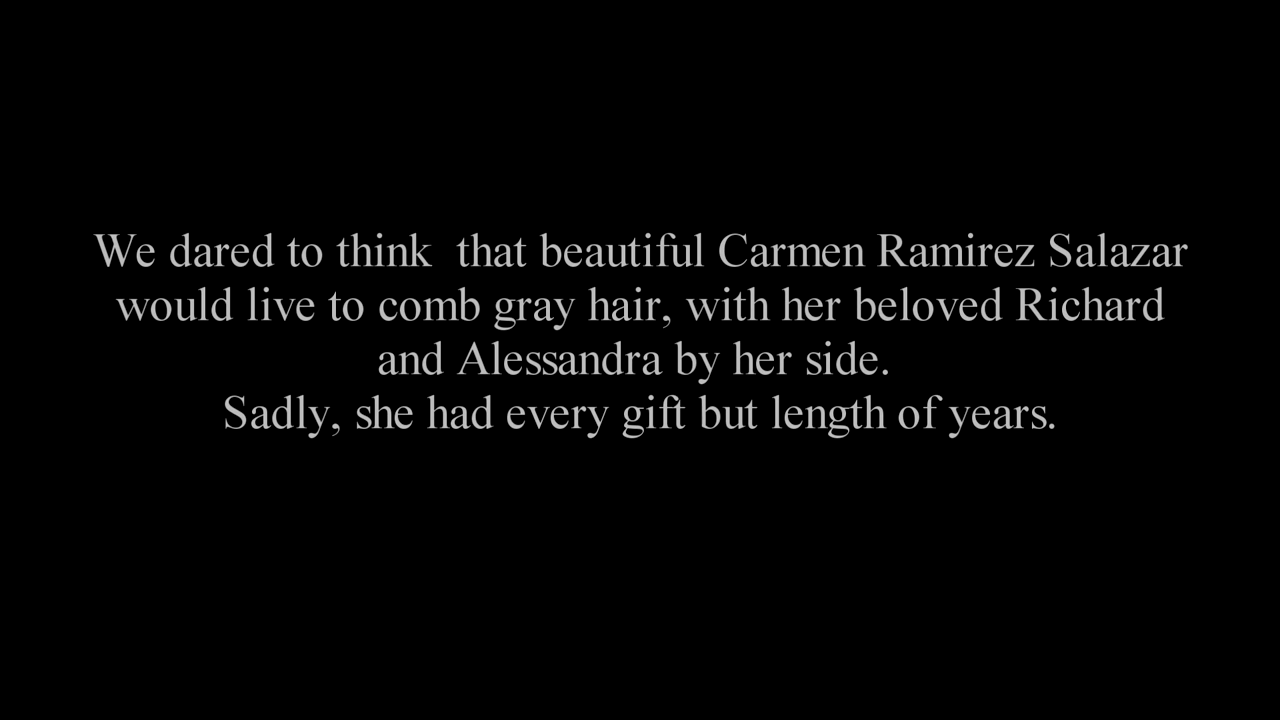 We dared to think  that beautiful Carmen Ramirez Salazar
would live to comb gray hair, with her beloved Richard
and Alessandra by her side.
Sadly, she had every gift but length of years.